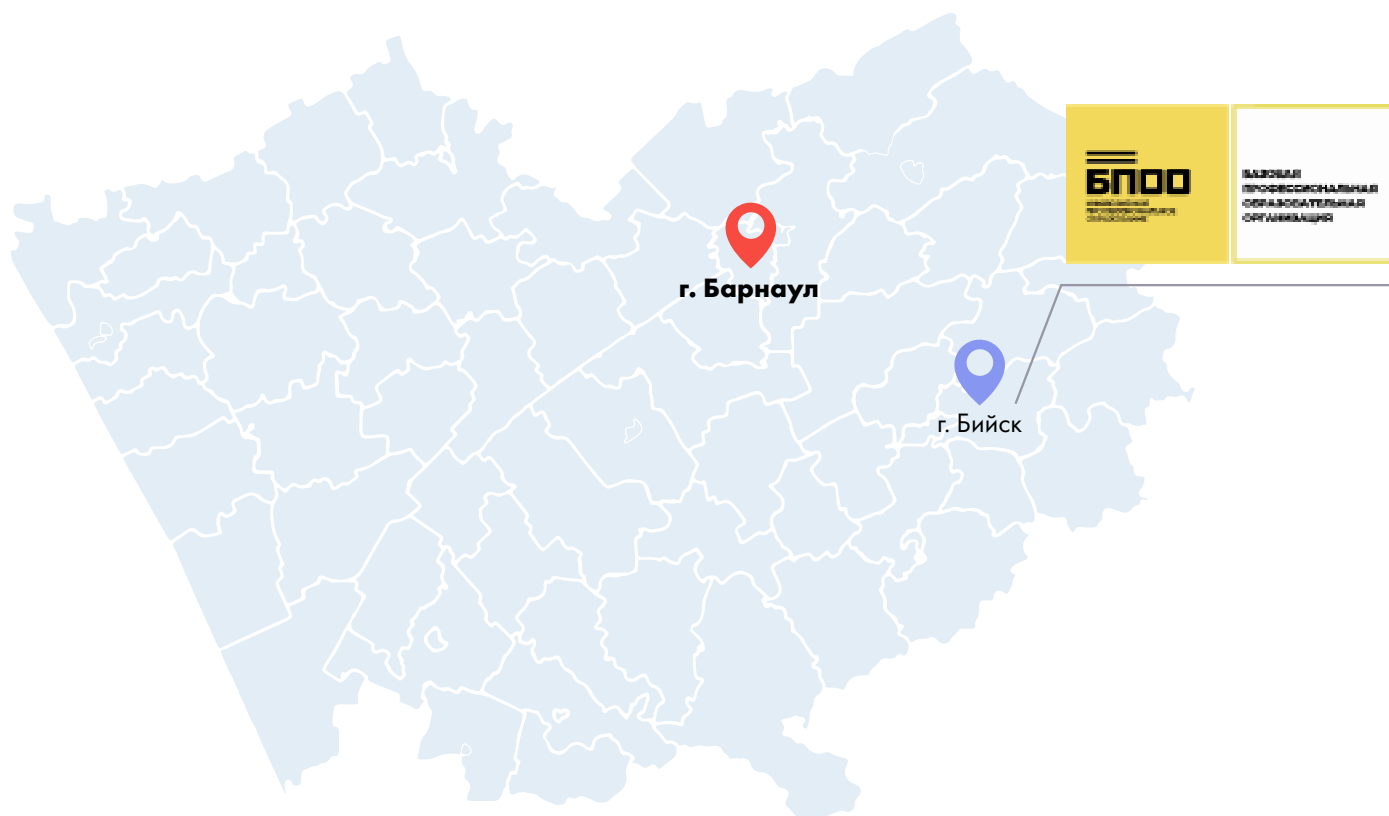 БПОО
БАЗОВАЯ
ПРОФЕССИОНАЛЬНАЯ
ОБРАЗОВАТЕЛЬНАЯ
ОРГАНИЗАЦИЯ
г. Барнаул
г. Бийск